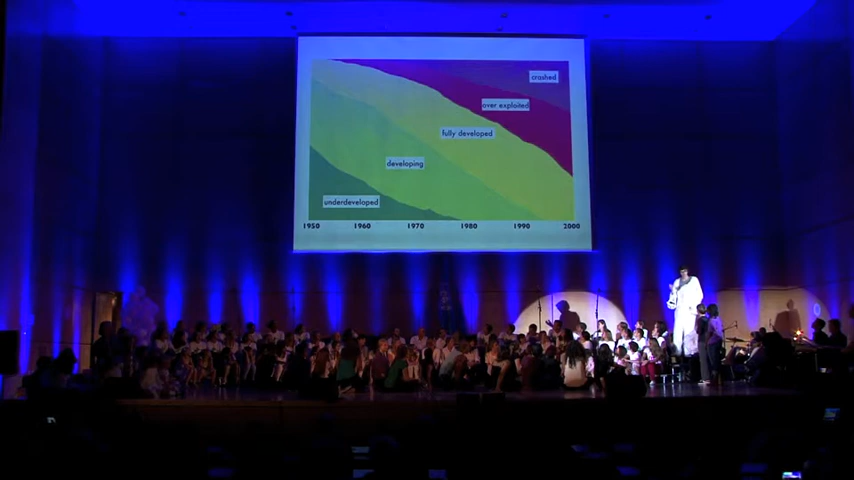 crashed
over exploited
fully developed
developing
underdeveloped
1950 1960 1970 1980 1990 2000